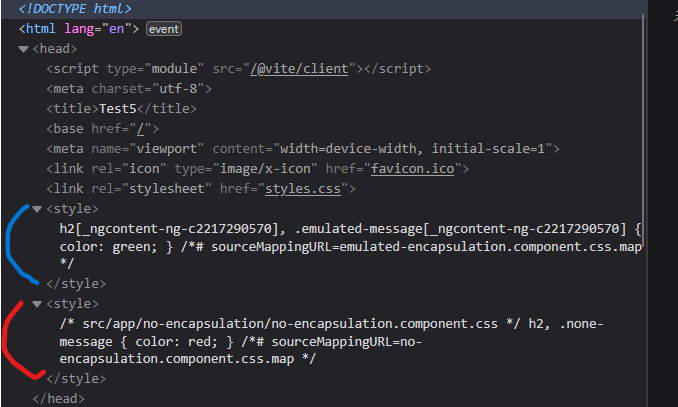 <!DOCTYPE html>
<html lang="en"> event
<head>
<script type="module" src="/@vite/client"></script>
<meta charset="utf-8">
<title>Test5</title>
<base href="/">
<meta name="viewport" content="width=device-width, initial-scale=1">
<link rel="icon" type="image/x-icon" href="favicon.ico">
<link rel="stylesheet" href="styles.css">
<style>
h2[_ngcontent-ng-c2217290570], .emulated-message[_ngcontent-ng-c2217290570] {
color: green; } /*# sourceMappingURL=emulated-encapsulation.component.css.map
*/
</style>
<style>
/* src/app/no-encapsulation/no-encapsulation.component.css */ h2, .none-
message { color: red; } /*# sourceMappingURL=no-
encapsulation.component.css.map */
</style>
</head>